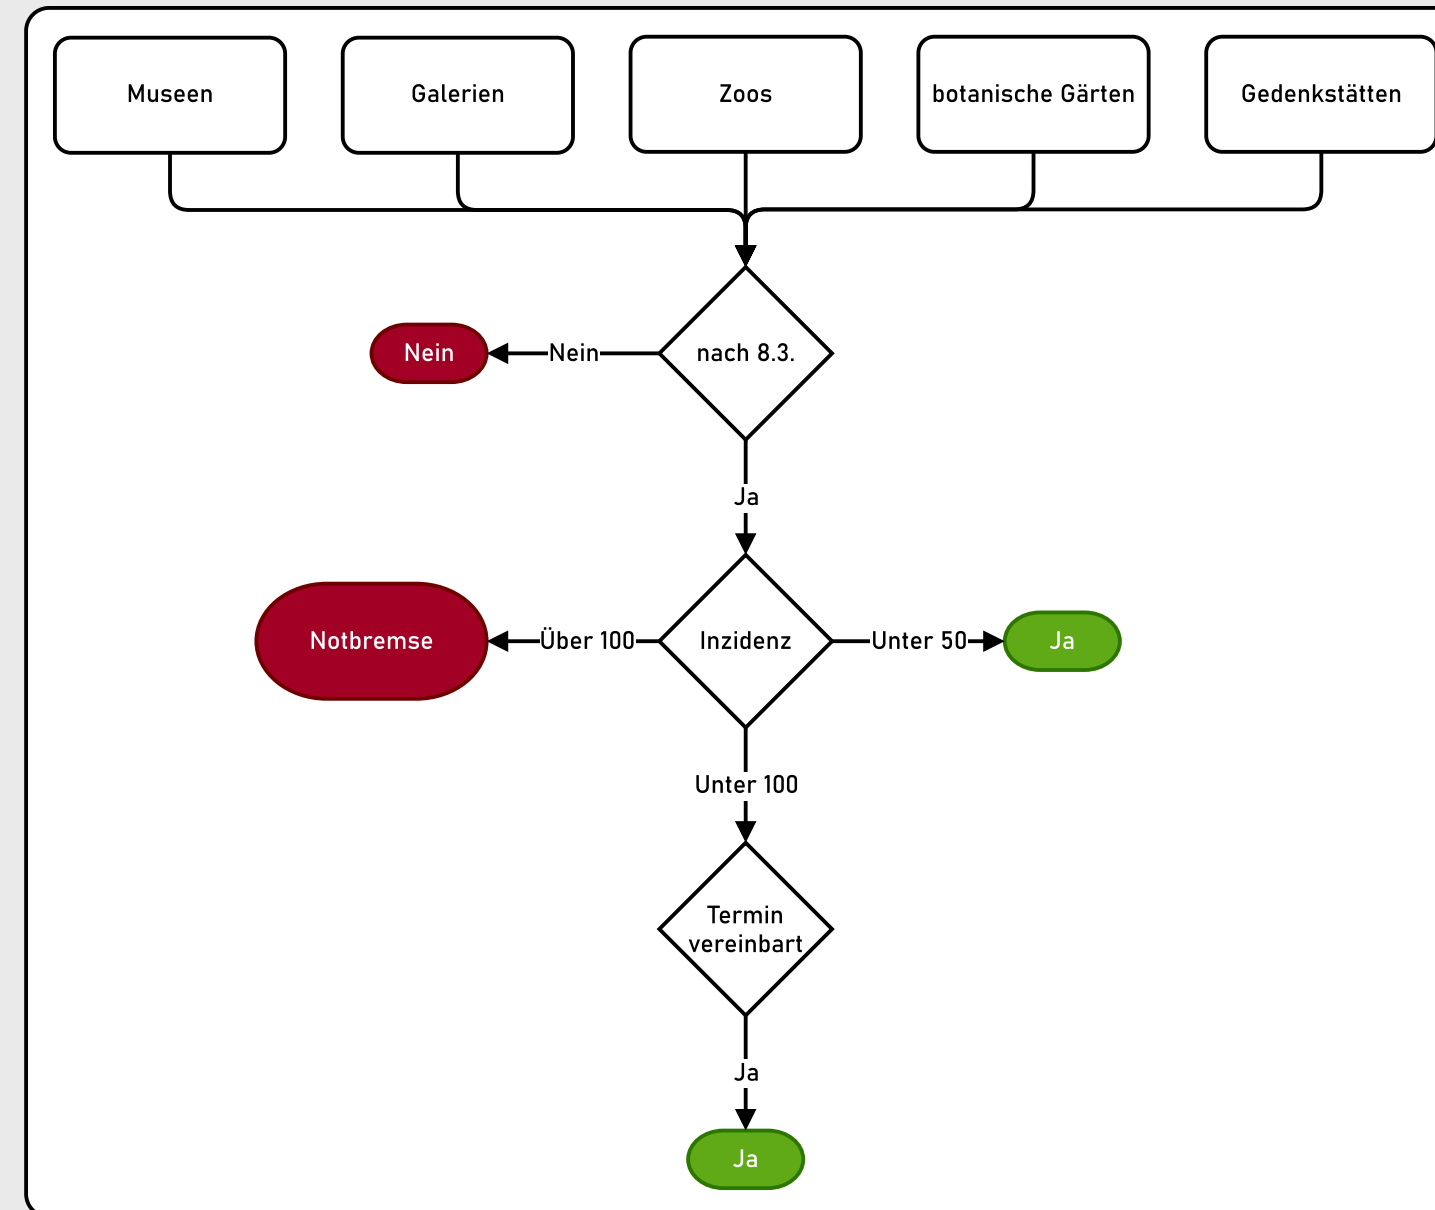 Museen
Galerien
Zoos
botanische Gärten
Gedenkstätten
nach 8.3.
Nein
Nein
Ja
Inzidenz
Über 100
Notbremse
Unter 50
Ja
Unter 100
Termin
vereinbart
Ja
Ja